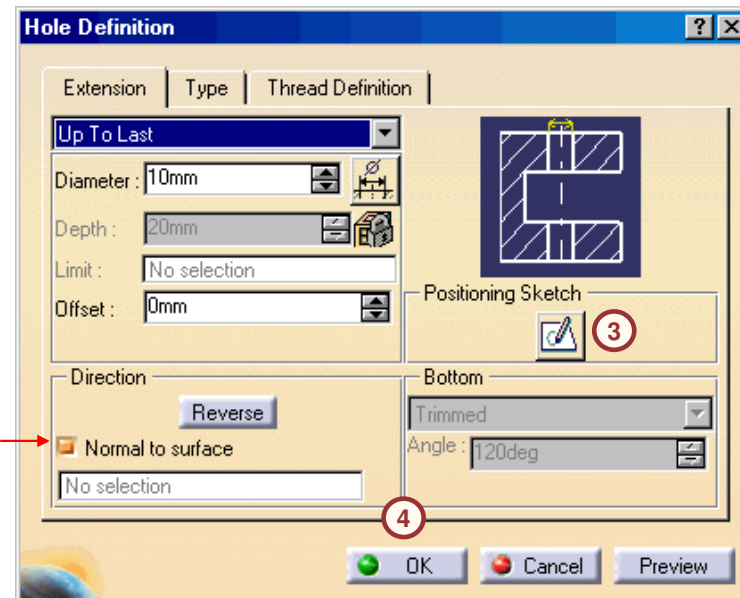 Hole Definition
Extension
Type
Thread Definition
Up To Last
Diameter : 10mm
Depth : 20mm
Limit : No selection
Offset : 0mm
Positioning Sketch
3
Direction
Reverse
Normal to surface
No selection
Bottom
Trimmed
Angle : 120deg
4
OK
Cancel
Preview